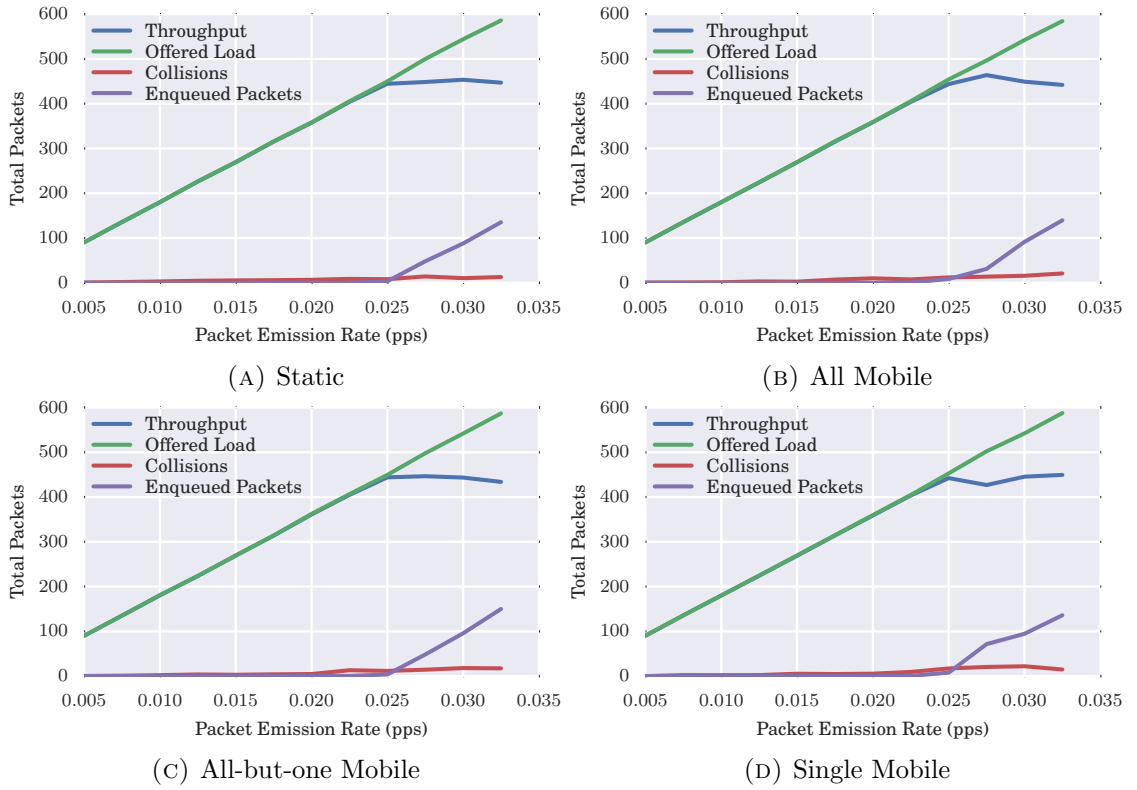 600
500
400
300
200
100
0
Total Packets
Throughput
Offered Load
Collisions
Enqueued Packets
0.005 0.010 0.015 0.020 0.025 0.030 0.035
Packet Emission Rate (pps)
(A) Static
600
500
400
300
200
100
0
Total Packets
Throughput
Offered Load
Collisions
Enqueued Packets
0.005 0.010 0.015 0.020 0.025 0.030 0.035
Packet Emission Rate (pps)
(B) All Mobile
600
500
400
300
200
100
0
Total Packets
Throughput
Offered Load
Collisions
Enqueued Packets
0.005 0.010 0.015 0.020 0.025 0.030 0.035
Packet Emission Rate (pps)
(C) All-but-one Mobile
600
500
400
300
200
100
0
Total Packets
Throughput
Offered Load
Collisions
Enqueued Packets
0.005 0.010 0.015 0.020 0.025 0.030 0.035
Packet Emission Rate (pps)
(D) Single Mobile